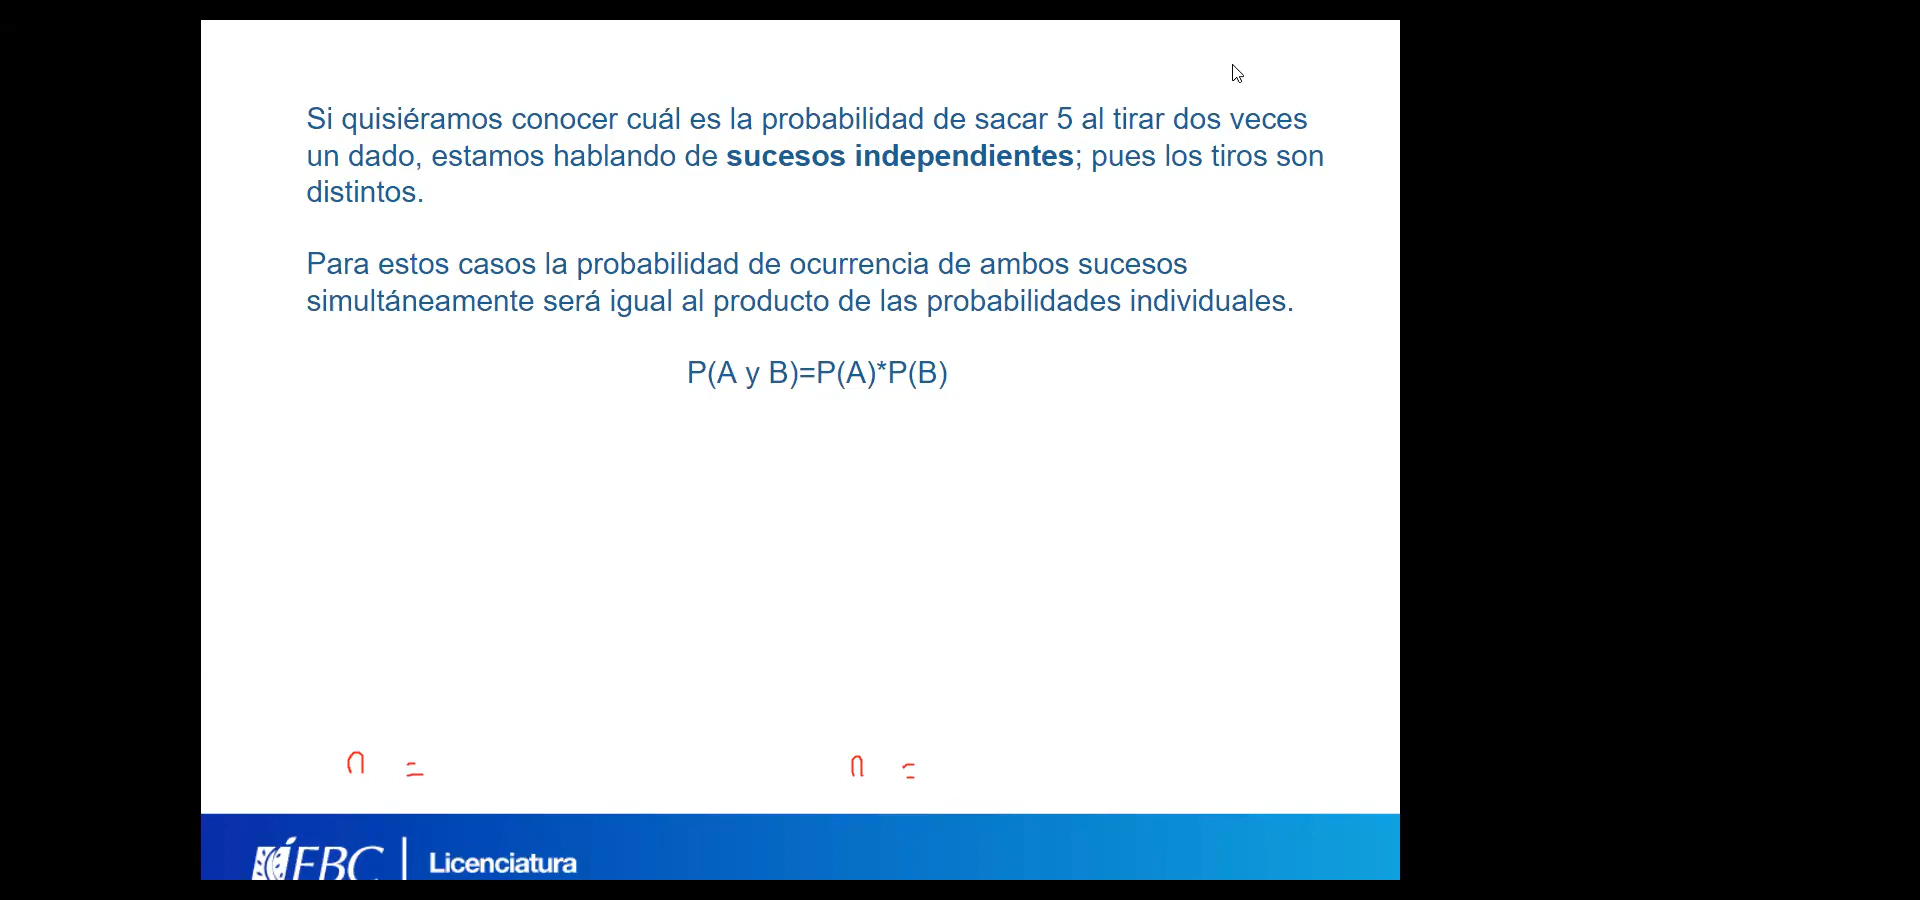 Si quisiéramos conocer cuál es la probabilidad de sacar 5 al tirar dos veces
un dado, estamos hablando de sucesos independientes; pues los tiros son
distintos.
Para estos casos la probabilidad de ocurrencia de ambos sucesos
simultáneamente será igual al producto de las probabilidades individuales.
P(A y B)=P(A)*P(B)
n = n =
EBC | Licenciatura